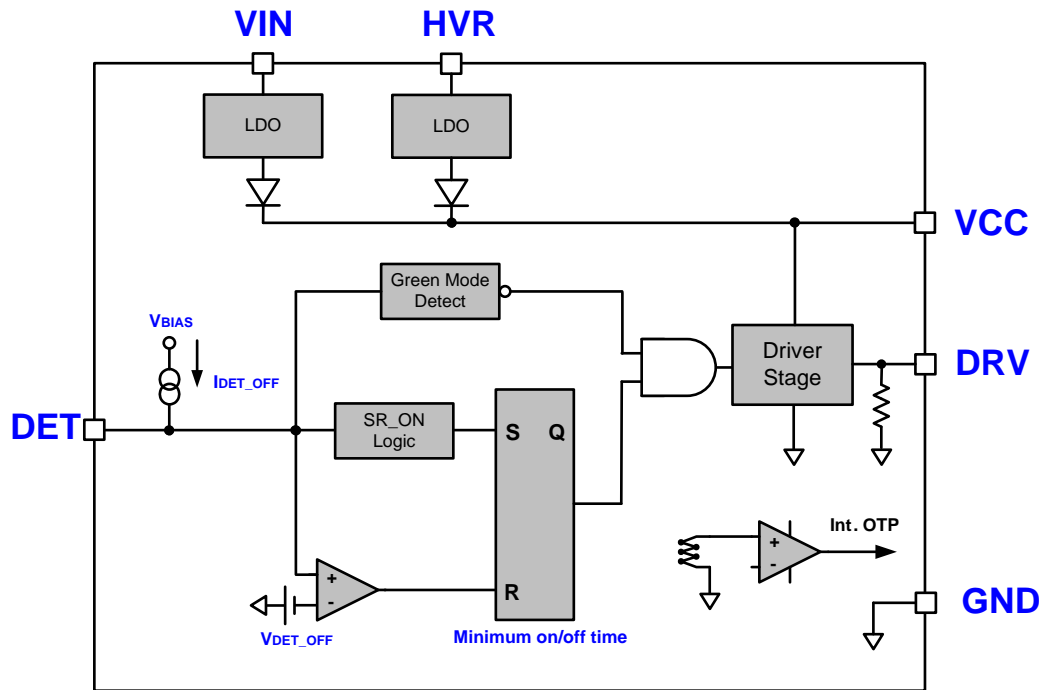 VIN
HVR
LDO
LDO
VCC
Green Mode
Detect
VBIAS
IDET_OFF
Driver
Stage
DRV
DET
SR_ON
Logic
S
Q
R
+
-
VDET_OFF
Minimum on/off time
+
-
Int. OTP
GND